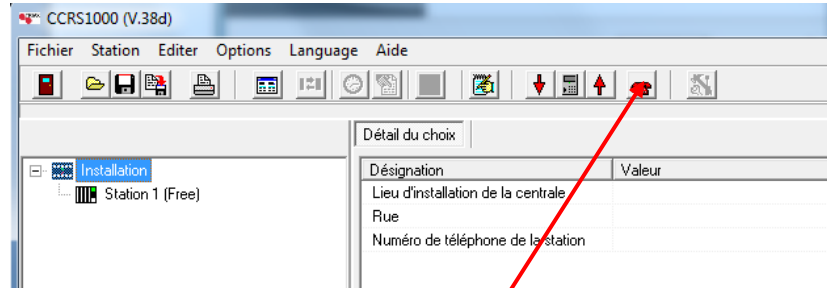 CCRS1000 (V.38d)
Fichier Station Editer Options Language Aide
Détail du choix
Installation
Station 1 (Free)
Désignation Valeur
Lieu d'installation de la centrale
Rue
Numéro de téléphone de la station